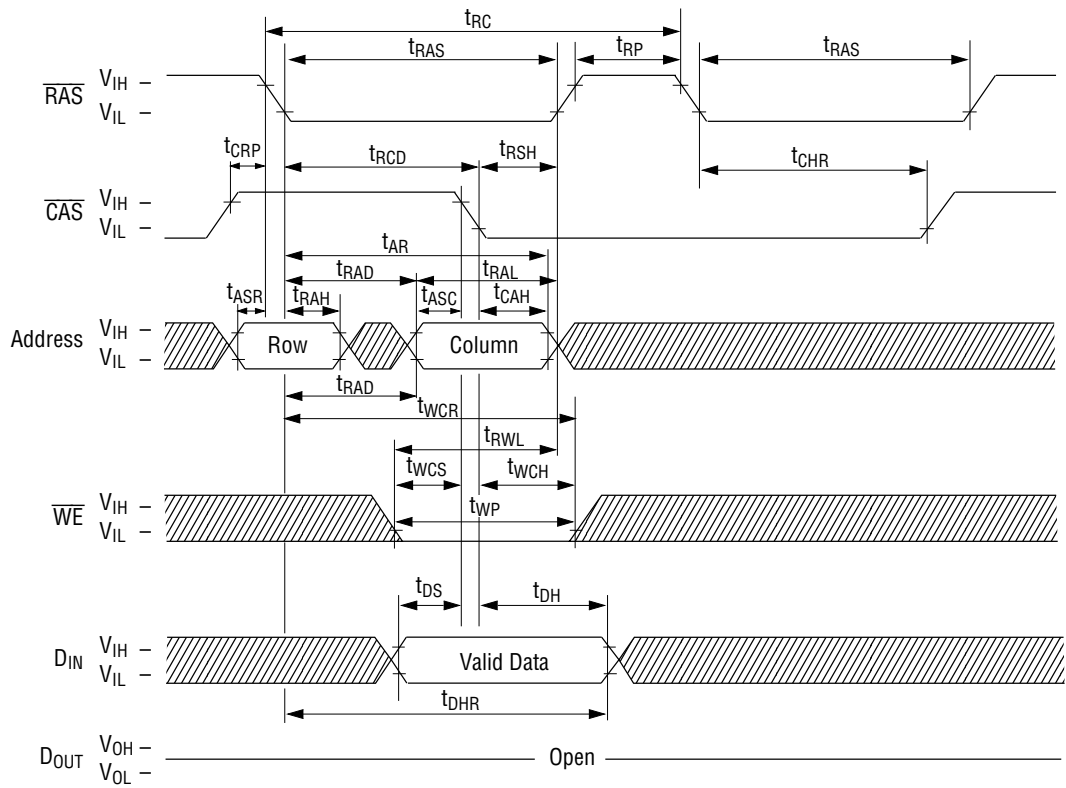 tRC
tRAS tRP tRAS
RAS VIH –
VIL –
tCRP tRCD tRSH tCHR
CAS VIH –
VIL –
tAR
tRAD tRAL
tASR tRAH tASC tCAH
Address VIH –
VIL –
Row Column
tRAD
tWCR
tRWL
tWCS tWCH
WE VIH –
VIL –
tWP
tDS tDH
DIN VIH –
VIL –
Valid Data
tDHR
DOUT VOH –
VOL –
Open